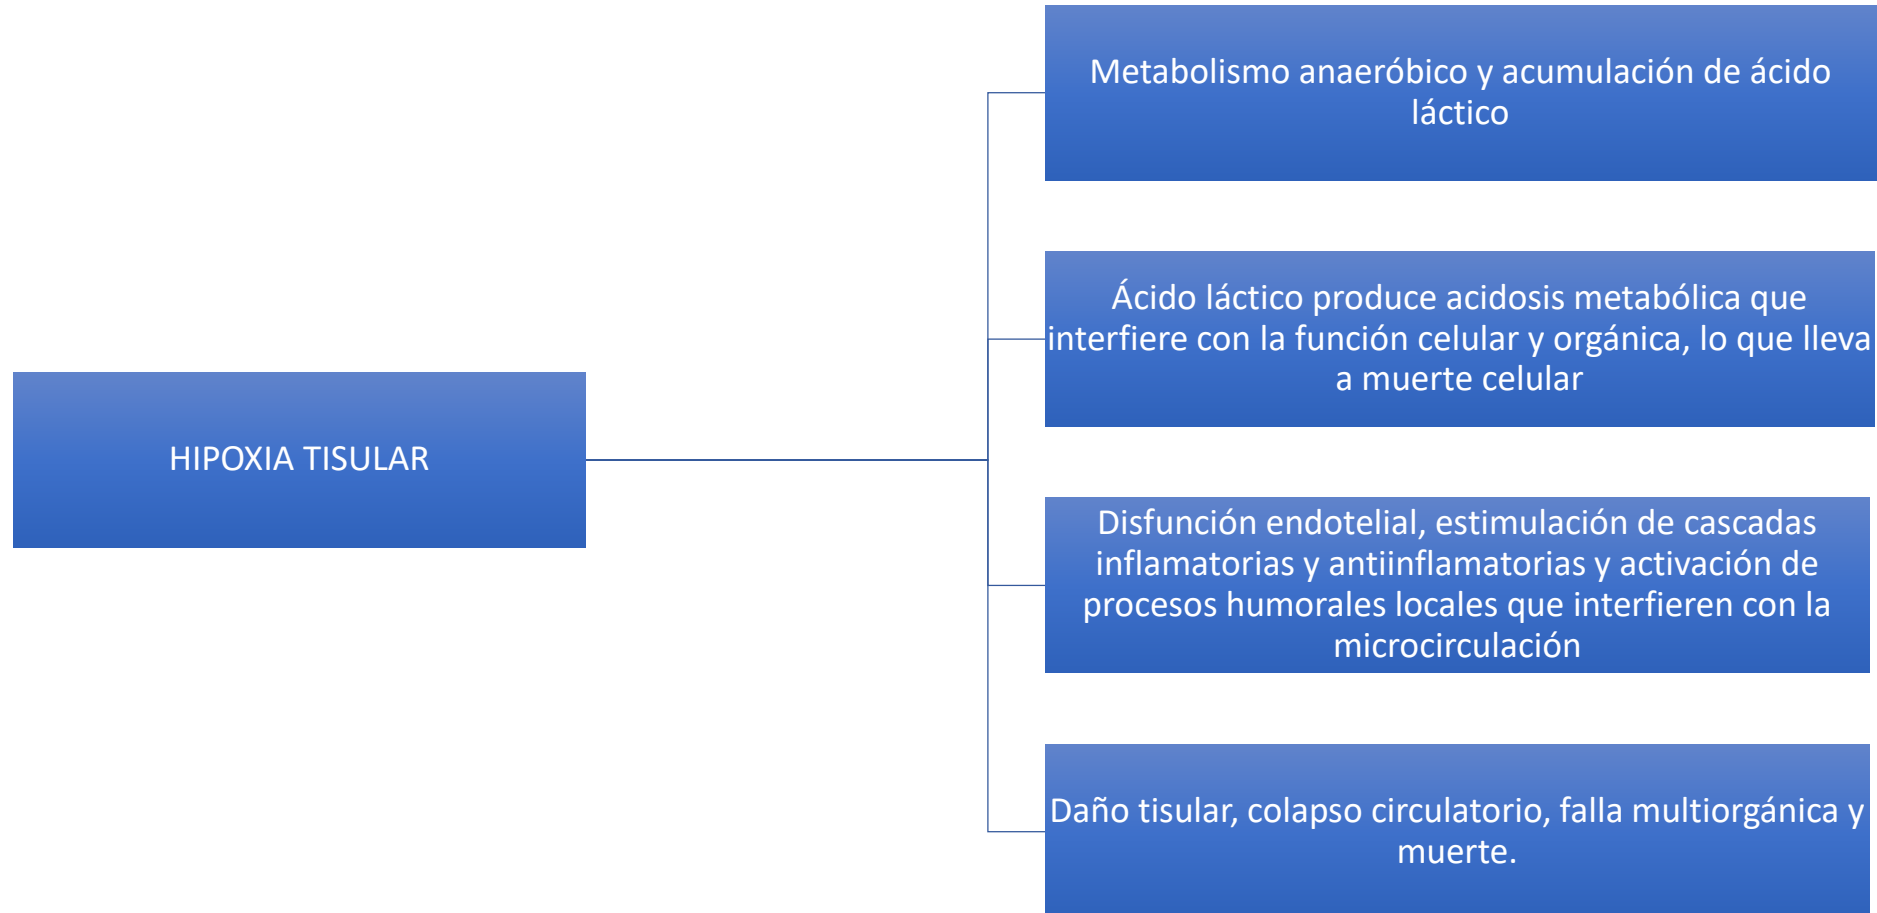 Metabolismo anaeróbico y acumulación de ácido
láctico
Ácido láctico produce acidosis metabólica que
interfiere con la función celular y orgánica, lo que lleva
a muerte celular
HIPOXIA TISULAR
Disfunción endotelial, estimulación de cascadas
inflamatorias y antiinflamatorias y activación de
procesos humorales locales que interfieren con la
microcirculación
Daño tisular, colapso circulatorio, falla multiorgánica y
muerte.